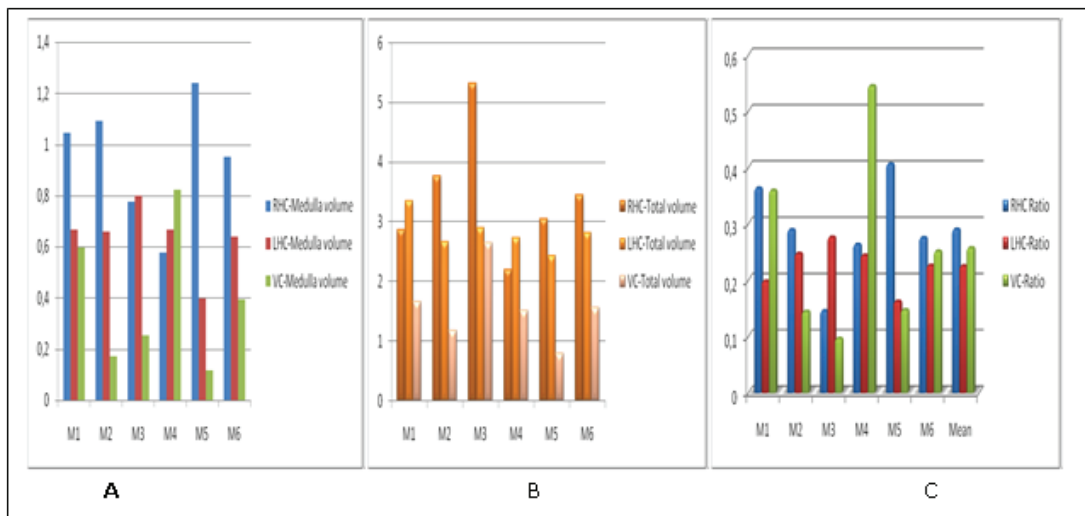 1,4
1,2
1
0,8
0,6
0,4
0,2
0
M1 M2 M3 M4 M5 M6
RHC-Medulla volume
LHC-Medulla volume
VC-Medulla volume
A
6
5
4
3
2
1
0
M1 M2 M3 M4 M5 M6
RHC-Total volume
LHC-Total volume
VC-Total volume
B
0,6
0,5
0,4
0,3
0,2
0,1
0
M1 M2 M3 M4 M5 M6 Mean
RHC Ratio
LHC-Ratio
VC-Ratio
C